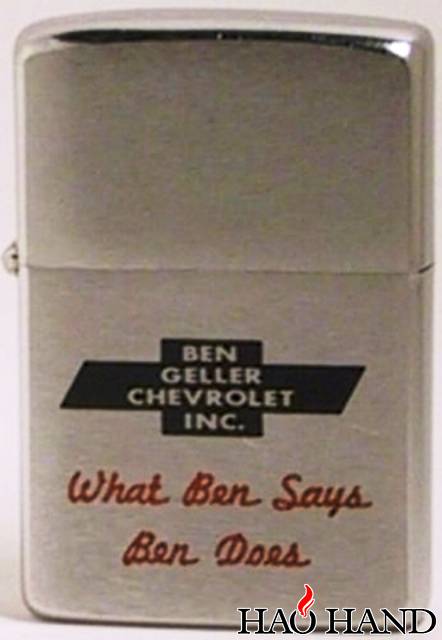 BEN
GELLER
CHEVROLET
INC.
What Ben Says
Ben Does
HAO HAND